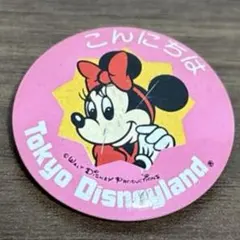 こんにちは
© WALT DISNEY PRODUCTIONS
Tokyo Disneyland®